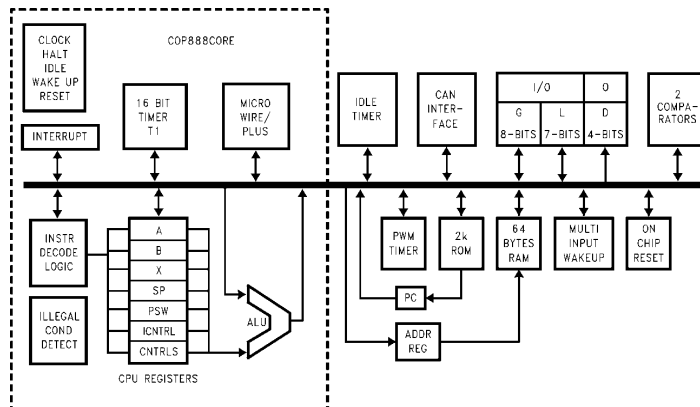 CLOCK
HALT
IDLE
WAKE UP
RESET
COP888CORE
INTERRUPT
16 BIT
TIMER
T1
MICRO
WIRE/
PLUS
IDLE
TIMER
CAN
INTER-
FACE
I/O
O
G
L
D
8-BITS
7-BITS
4-BITS
2
COMPA-
RATORS
INSTR
DECODE
LOGIC
A
B
X
SP
PSW
ICNTRL
CNTRLS
ILLEGAL
COND
DETECT
CPU REGISTERS
ALU
PWM
TIMER
2k
ROM
64
BYTES
RAM
MULTI
INPUT
WAKEUP
ON
CHIP
RESET
PC
ADDR
REG